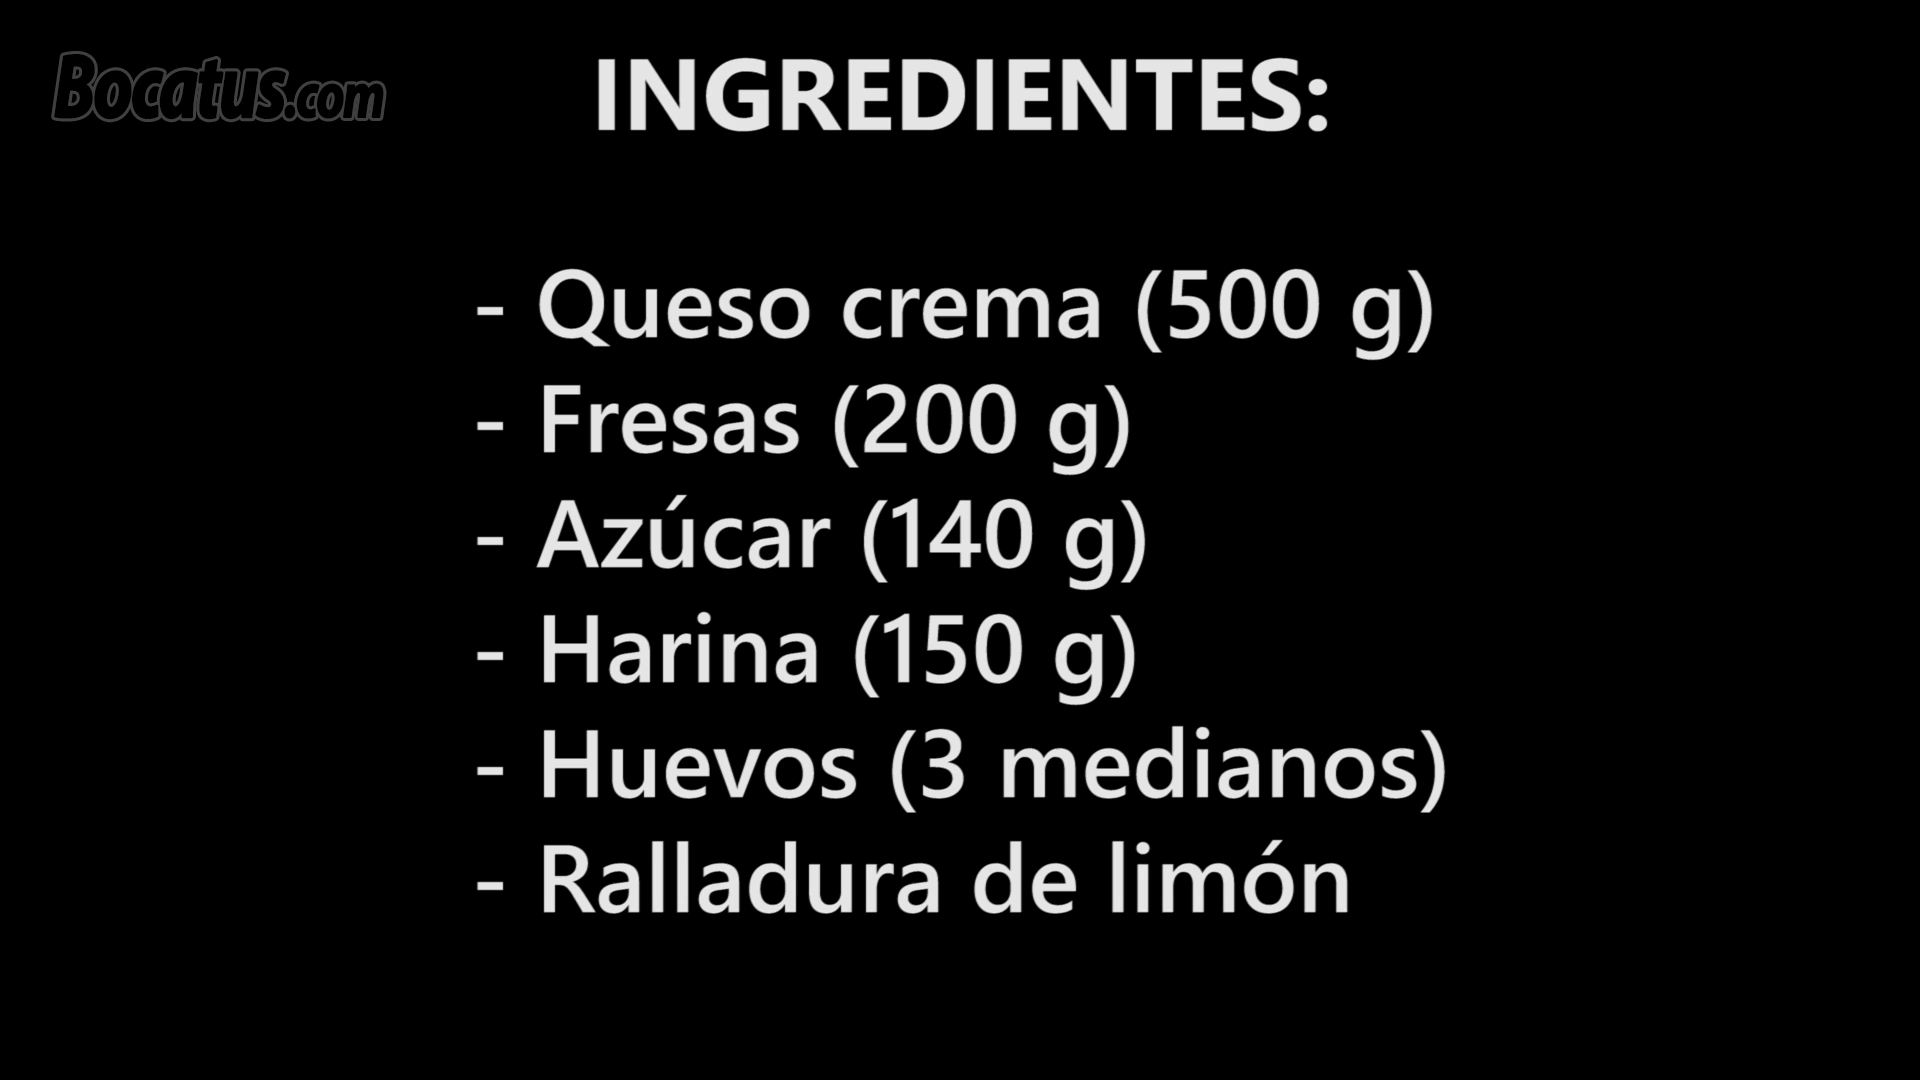 Bocatus.com
INGREDIENTES:
- Queso crema (500 g)
- Fresas (200 g)
- Azúcar (140 g)
- Harina (150 g)
- Huevos (3 medianos)
- Ralladura de limón